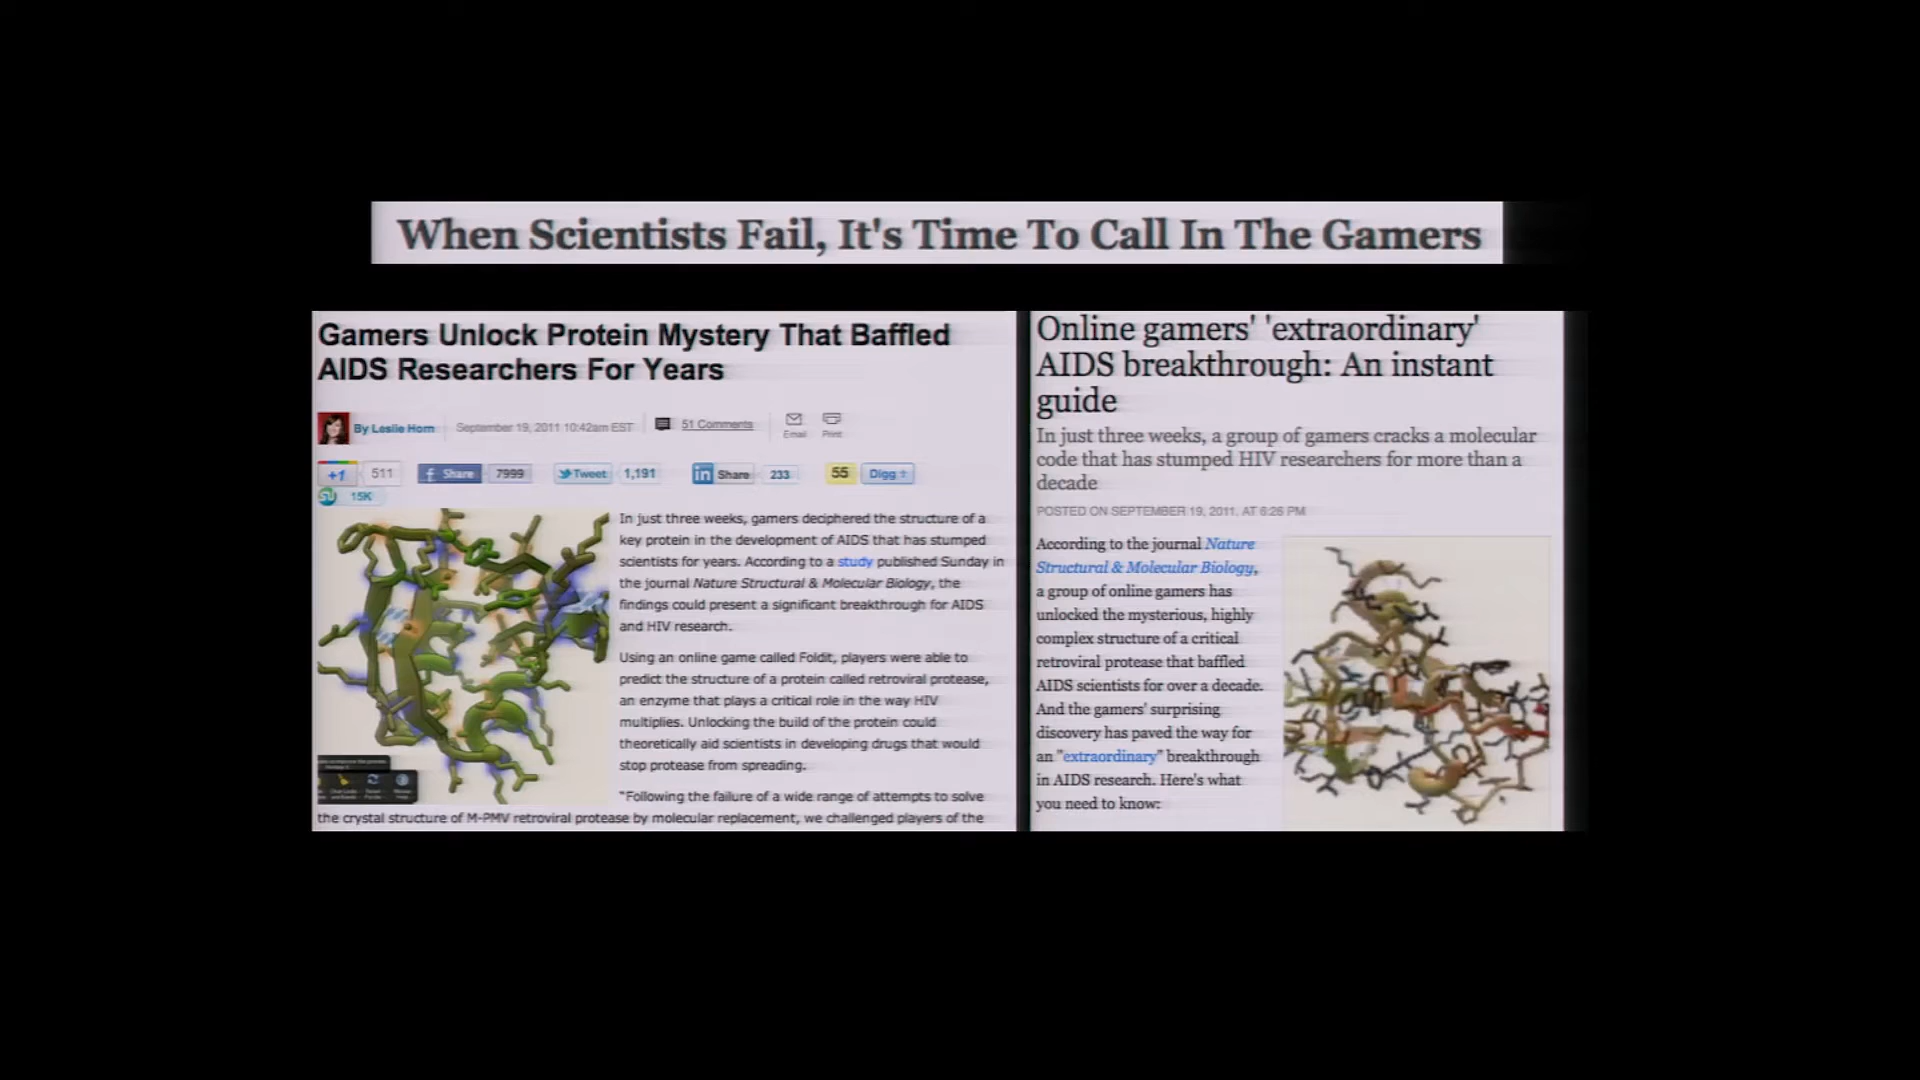 When Scientists Fail, It's Time To Call In The Gamers
Gamers Unlock Protein Mystery That Baffled
AIDS Researchers For Years
By Leslie Horn
September 19, 2011 10:42am EST
51 Comments
Email
Print
+1
511
Share
7999
Tweet
1,191
in Share
233
55
Digg
15K
In just three weeks, gamers deciphered the structure of a
key protein in the development of AIDS that has stumped
scientists for years. According to a study published Sunday in
the journal Nature Structural & Molecular Biology, the
findings could present a significant breakthrough for AIDS
and HIV research.
Using an online game called Foldit, players were able to
predict the structure of a protein called retroviral protease,
an enzyme that plays a critical role in the way HIV
multiplies. Unlocking the build of the protein could
theoretically aid scientists in developing drugs that would
stop protease from spreading.
"Following the failure of a wide range of attempts to solve
the crystal structure of M-PMV retroviral protease by molecular replacement, we challenged players of the
Online gamers' 'extraordinary'
AIDS breakthrough: An instant
guide
In just three weeks, a group of gamers cracks a molecular
code that has stumped HIV researchers for more than a
decade
POSTED ON SEPTEMBER 19, 2011, AT 6:26 PM
According to the journal Nature
Structural & Molecular Biology,
a group of online gamers has
unlocked the mysterious, highly
complex structure of a critical
retroviral protease that baffled
AIDS scientists for over a decade.
And the gamers' surprising
discovery has paved the way for
an "extraordinary" breakthrough
in AIDS research. Here's what
you need to know: